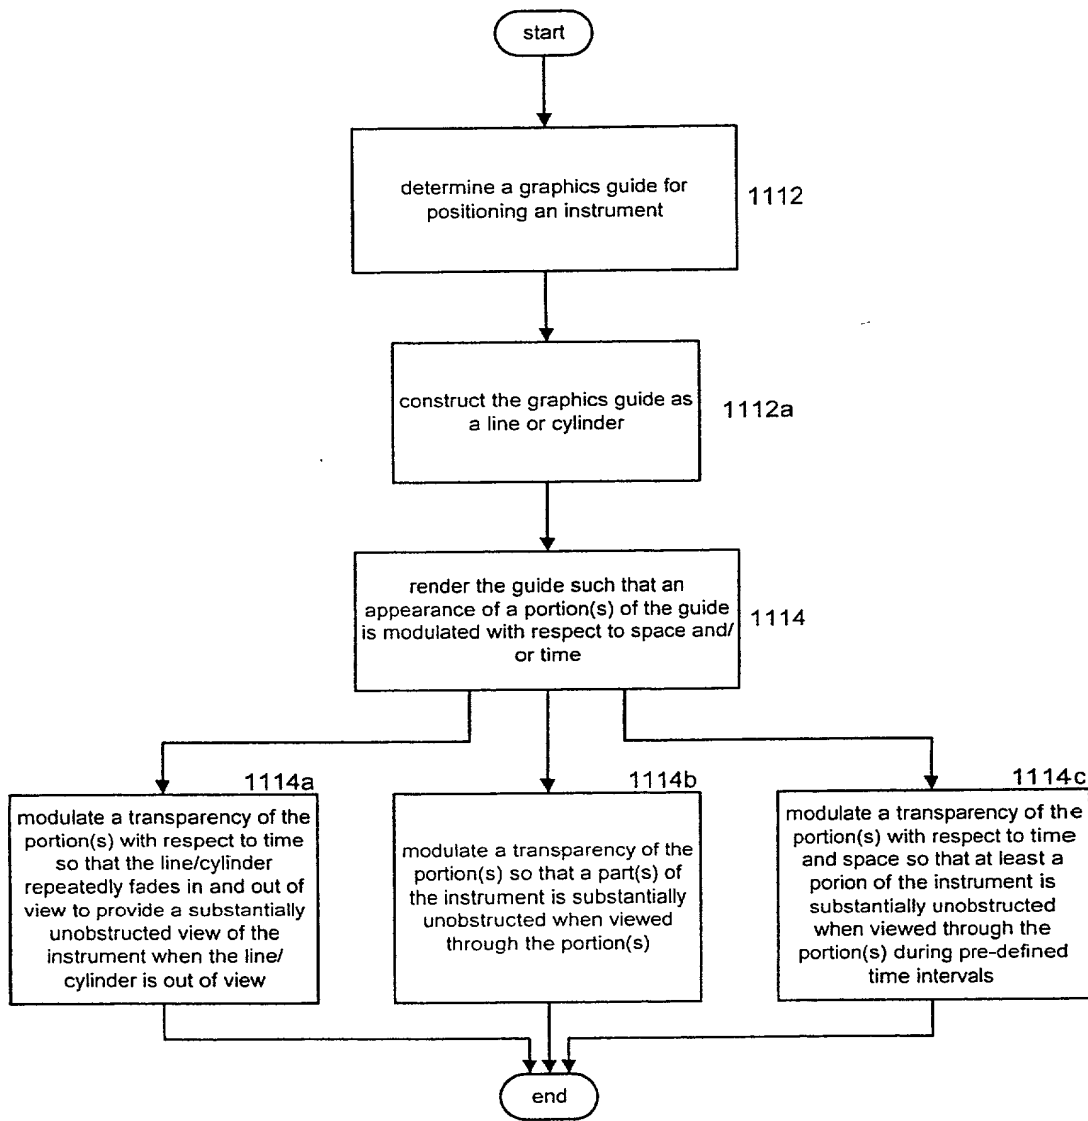 start
determine a graphics guide for
positioning an instrument
1112
construct the graphics guide as
a line or cylinder
1112a
render the guide such that an
appearance of a portion(s) of the guide
is modulated with respect to space and/
or time
1114
1114a
modulate a transparency of the
portion(s) with respect to time
so that the line/cylinder
repeatedly fades in and out of
view to provide a substantially
unobstructed view of the
instrument when the line/
cylinder is out of view
1114b
modulate a transparency of the
portion(s) so that a part(s) of
the instrument is substantially
unobstructed when viewed
through the portion(s)
1114c
modulate a transparency of the
portion(s) with respect to time
and space so that at least a
porion of the instrument is
substantially unobstructed
when viewed through the
portion(s) during pre-defined
time intervals
end